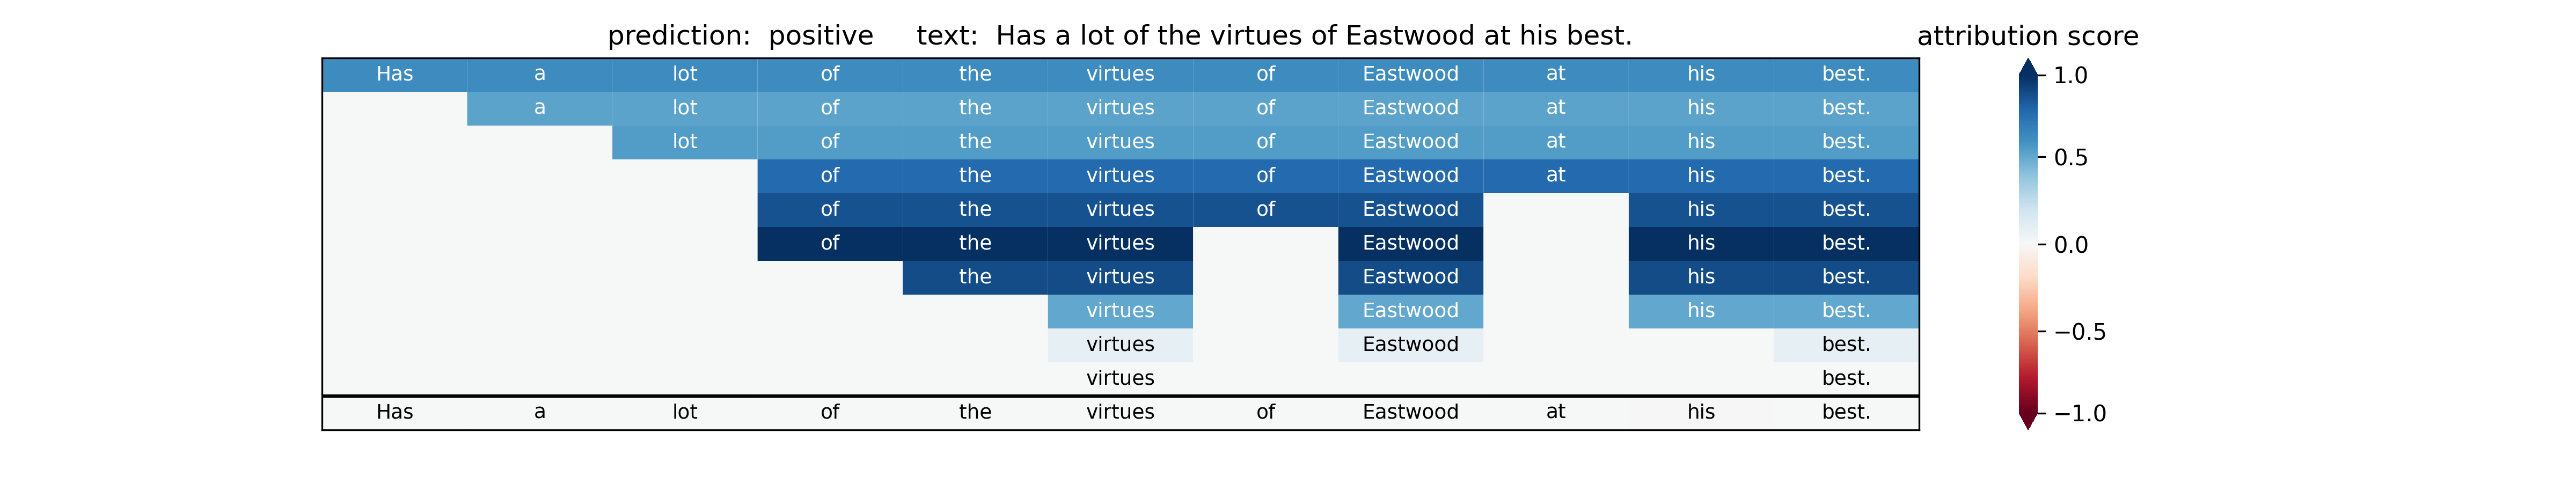 prediction: positive text: Has a lot of the virtues of Eastwood at his best.
attribution score
Has a lot of the virtues of Eastwood at his best.
a lot of the virtues of Eastwood at his best.
lot of the virtues of Eastwood at his best.
of the virtues of Eastwood at his best.
of the virtues of Eastwood his best.
of the virtues Eastwood his best.
the virtues Eastwood his best.
virtues Eastwood his best.
virtues Eastwood best.
virtues best.
Has a lot of the virtues of Eastwood at his best.
1.0
0.5
0.0
−0.5
−1.0